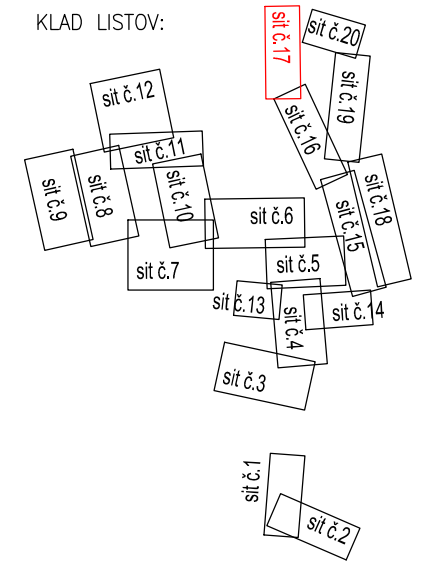 KLAD LISTOV:
sit č.17
sit č.20
sit č.12
sit č.19
sit č.16
sit č.11
sit č.9
sit č.8
sit č.10
sit č.18
sit č.15
sit č.6
sit č.7
sit č.5
sit č.13
sit č.4
sit č.14
sit č.3
sit č.1
sit č.2